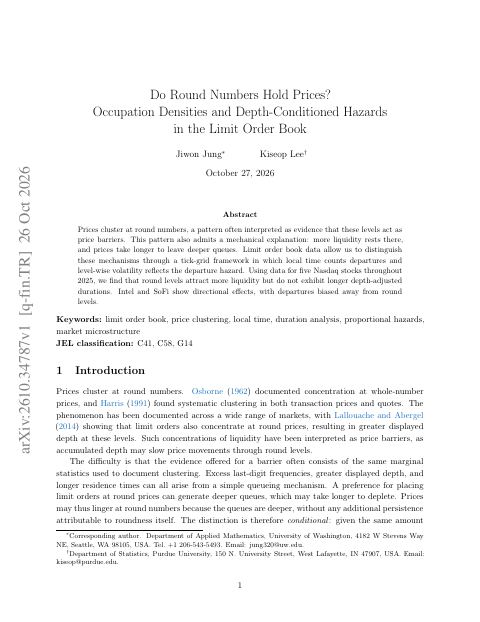 Do Round Numbers Hold Prices?
Occupation Densities and Depth-Conditioned Hazards
in the Limit Order Book
Jiwon Jung* Kiseop Lee†
October 27, 2026
Abstract
Prices cluster at round numbers, a pattern often interpreted as evidence that these levels act as
price barriers. This pattern also admits a mechanical explanation: more liquidity rests there,
and prices take longer to leave deeper queues. Limit order book data allow us to distinguish
these mechanisms through a tick-grid framework in which local time counts departures and
level-wise volatility reflects the departure hazard. Using data for five Nasdaq stocks throughout
2025, we find that round levels attract more liquidity but do not exhibit longer depth-adjusted
durations. Intel and SoFi show directional effects, with departures biased away from round
levels.
Keywords: limit order book, price clustering, local time, duration analysis, proportional hazards,
market microstructure
JEL classification: C41, C58, G14
1 Introduction
Prices cluster at round numbers. Osborne (1962) documented concentration at whole-number
prices, and Harris (1991) found systematic clustering in both transaction prices and quotes. The
phenomenon has been documented across a wide range of markets, with Lallouache and Abergel
(2014) showing that limit orders also concentrate at round prices, resulting in greater displayed
depth at these levels. Such concentrations of liquidity have been interpreted as price barriers, as
accumulated depth may slow price movements through round levels.
The difficulty is that the evidence offered for a barrier often consists of the same marginal
statistics used to document clustering. Excess last-digit frequencies, greater displayed depth, and
longer residence times can all arise from a simple queueing mechanism. A preference for placing
limit orders at round prices can generate deeper queues, which may take longer to deplete. Prices
may thus linger at round numbers because the queues are deeper, without any additional persistence
attributable to roundness itself. The distinction is therefore conditional: given the same amount
*Corresponding author. Department of Applied Mathematics, University of Washington, 4182 W Stevens Way
NE, Seattle, WA 98105, USA. Tel. +1 206-543-5493. Email: jung320@uw.edu.
†Department of Statistics, Purdue University, 150 N. University Street, West Lafayette, IN 47907, USA. Email:
kiseop@purdue.edu.
1
arXiv:2610.34787v1 [q-fin.TR] 26 Oct 2026